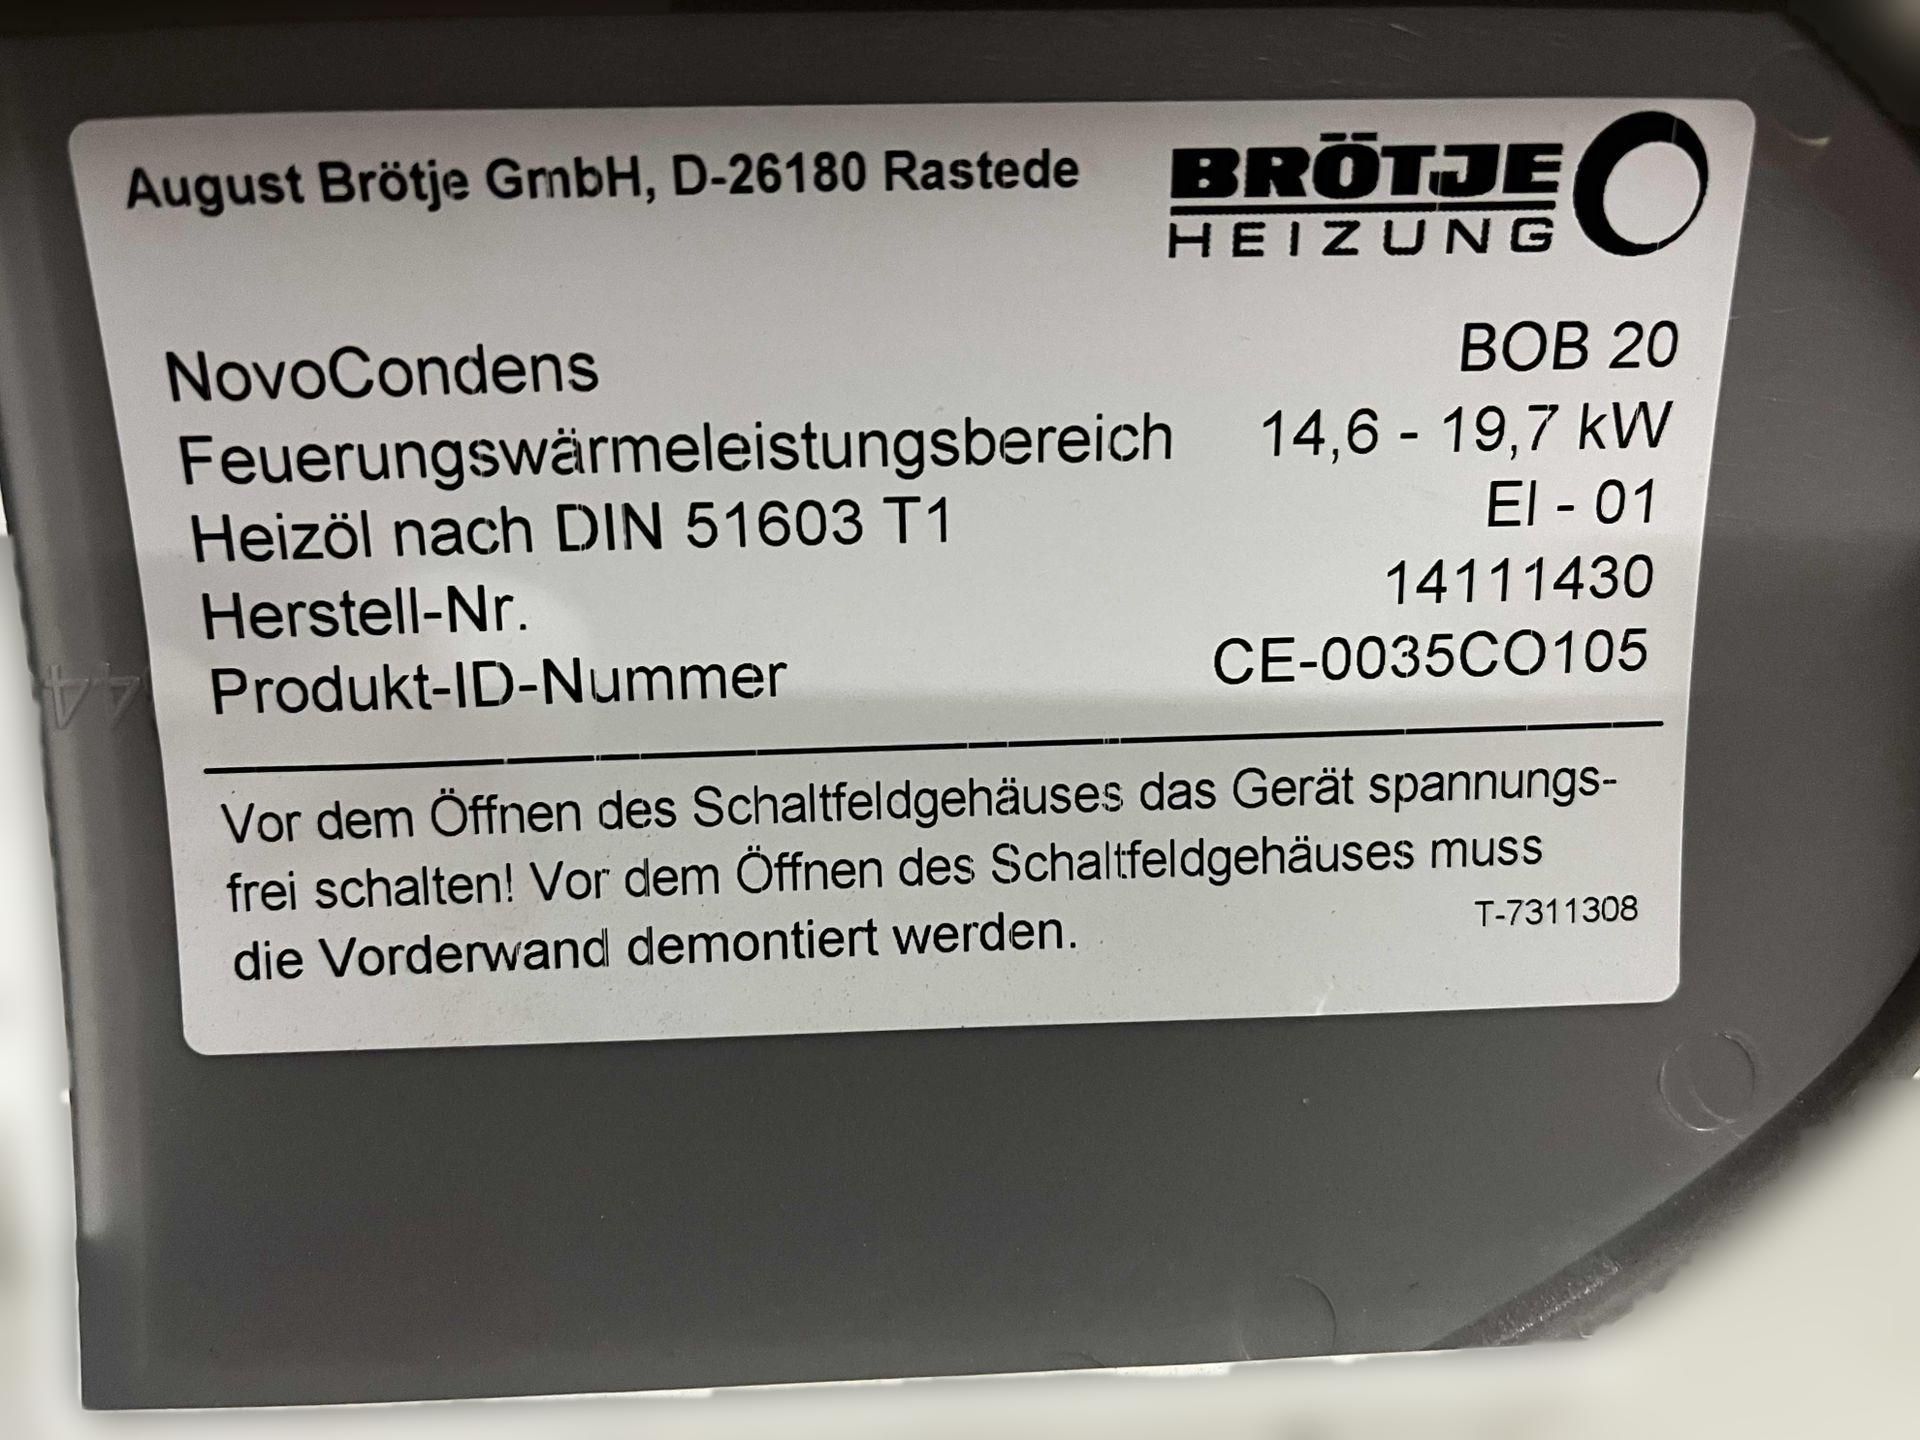 August Brötje GmbH, D-26180 Rastede
BRÖTJE
HEIZUNG
NovoCondens BOB 20
Feuerungswärmeleistungsbereich 14,6 - 19,7 kW
Heizöl nach DIN 51603 T1 El - 01
Herstell-Nr. 14111430
Produkt-ID-Nummer CE-0035CO105
Vor dem Öffnen des Schaltfeldgehäuses das Gerät spannungs-
frei schalten! Vor dem Öffnen des Schaltfeldgehäuses muss
die Vorderwand demontiert werden.
T-7311308